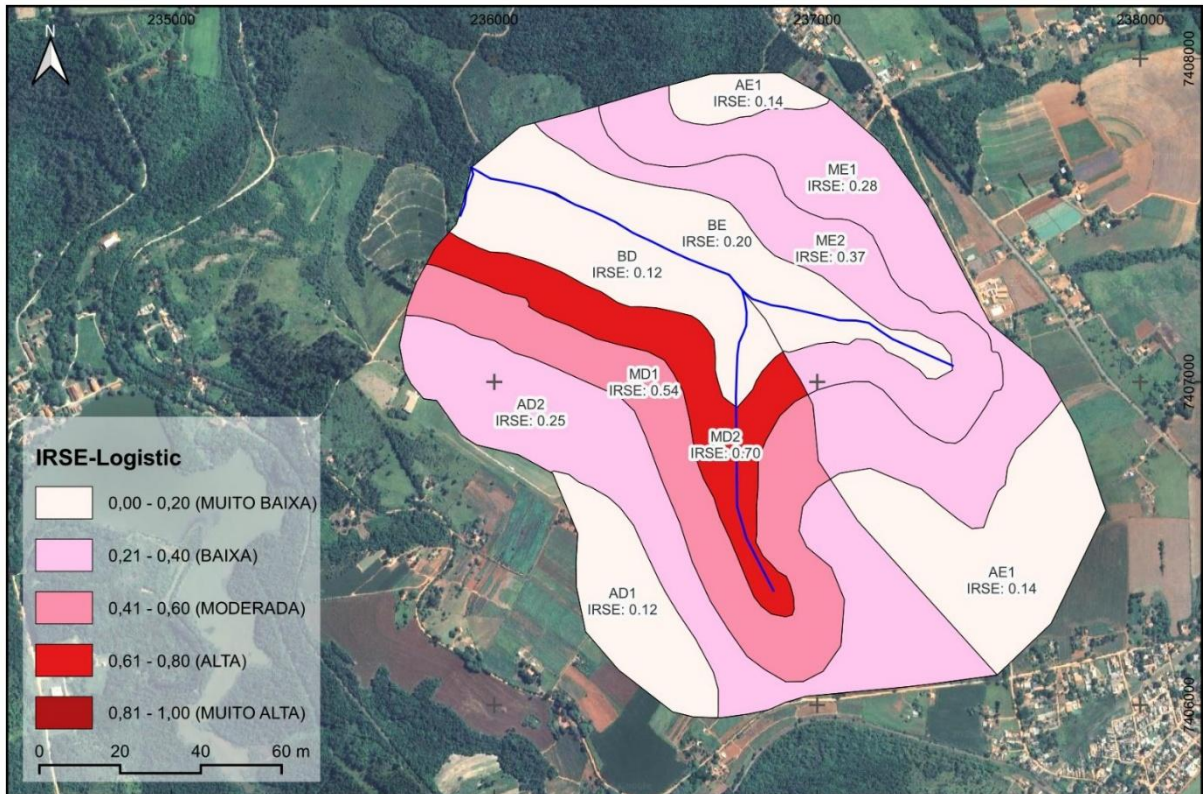 235000
236000
237000
238000
N
7408000
AE1
IRSE: 0.14
ME1
IRSE: 0.28
BE
IRSE: 0.20
ME2
IRSE: 0.37
BD
IRSE: 0.12
7407000
MD1
IRSE: 0.54
AD2
IRSE: 0.25
MD2
IRSE: 0.70
AE1
IRSE: 0.14
AD1
IRSE: 0.12
7406000
IRSE-Logistic
0,00 - 0,20 (MUITO BAIXA)
0,21 - 0,40 (BAIXA)
0,41 - 0,60 (MODERADA)
0,61 - 0,80 (ALTA)
0,81 - 1,00 (MUITO ALTA)
0 20 40 60 m